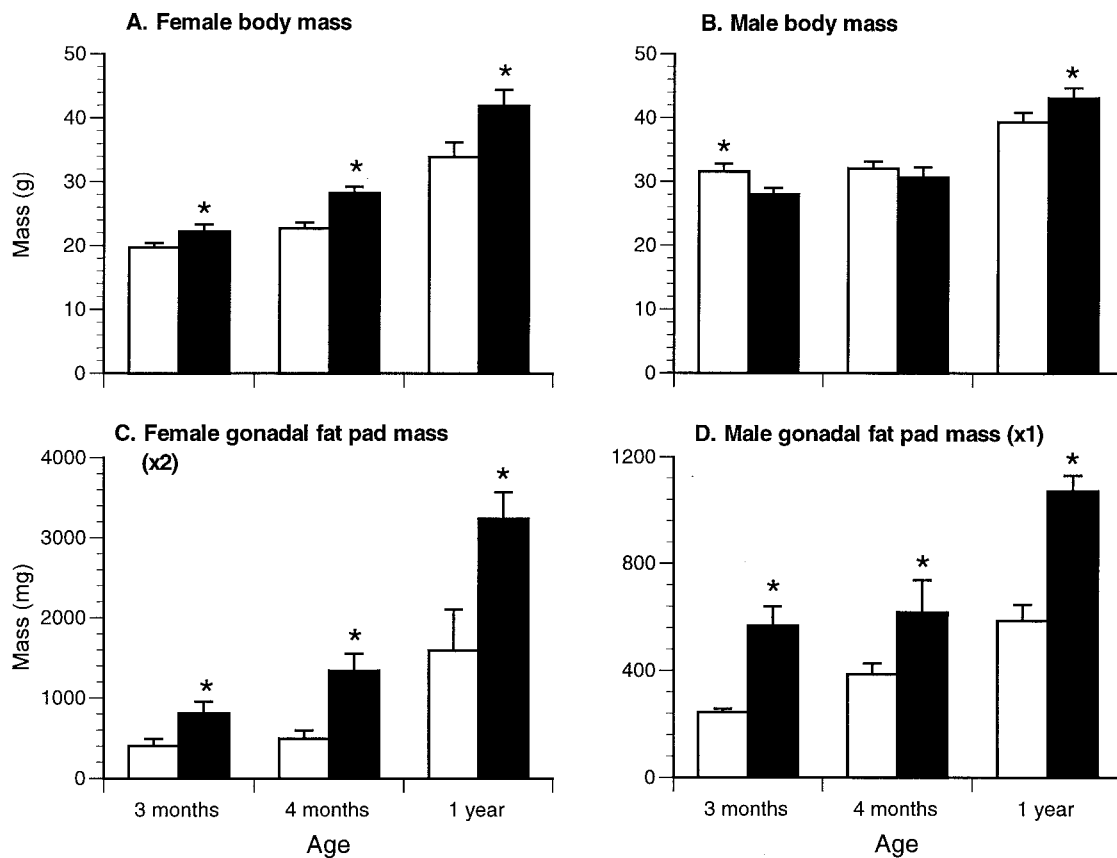 A. Female body mass
50
40
30
20
10
0
Mass (g)
*
*
*
B. Male body mass
50
40
30
20
10
0
*
*
C. Female gonadal fat pad mass
(x2)
4000
3000
2000
1000
0
Mass (mg)
*
*
*
3 months
4 months
1 year
Age
D. Male gonadal fat pad mass (x1)
1200
800
400
0
*
*
*
3 months
4 months
1 year
Age